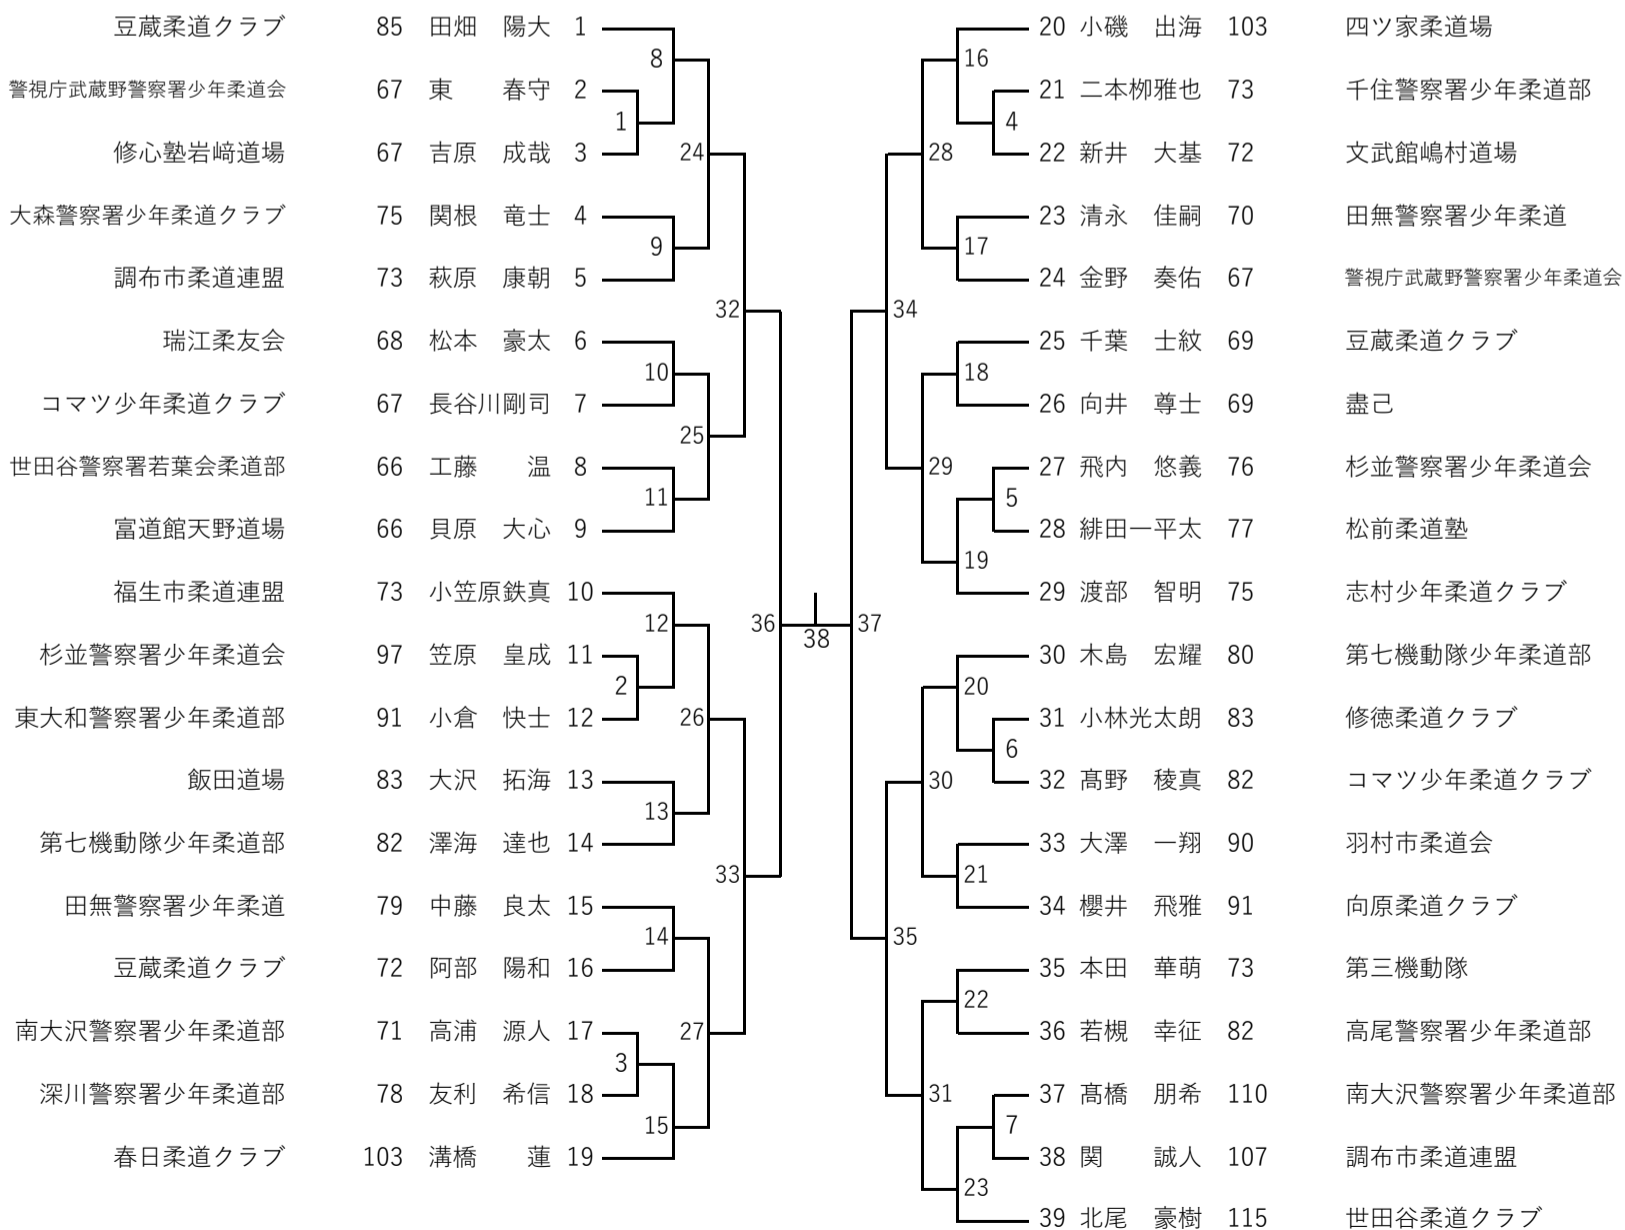 豆蔵柔道クラブ 85 田畑 陽大 1
警視庁武蔵野警察署少年柔道会 67 東 春守 2
修心塾岩﨑道場 67 吉原 成哉 3
大森警察署少年柔道クラブ 75 関根 竜士 4
調布市柔道連盟 73 萩原 康朝 5
瑞江柔友会 68 松本 豪太 6
コマツ少年柔道クラブ 67 長谷川剛司 7
世田谷警察署若葉会柔道部 66 工藤 温 8
富道館天野道場 66 貝原 大心 9
福生市柔道連盟 73 小笠原鉄真 10
杉並警察署少年柔道会 97 笠原 皇成 11
東大和警察署少年柔道部 91 小倉 快士 12
飯田道場 83 大沢 拓海 13
第七機動隊少年柔道部 82 澤海 達也 14
田無警察署少年柔道 79 中藤 良太 15
豆蔵柔道クラブ 72 阿部 陽和 16
南大沢警察署少年柔道部 71 高浦 源人 17
深川警察署少年柔道部 78 友利 希信 18
春日柔道クラブ 103 溝橋 蓮 19
8
1
24
9
32
10
25
11
12
2
26
13
33
14
27
3
15
36
38
37
20 小磯 出海 103 四ツ家柔道場
21 二本栁雅也 73 千住警察署少年柔道部
22 新井 大基 72 文武館嶋村道場
23 清永 佳嗣 70 田無警察署少年柔道
24 金野 奏佑 67 警視庁武蔵野警察署少年柔道会
25 千葉 士紋 69 豆蔵柔道クラブ
26 向井 尊士 69 盡己
27 飛内 悠義 76 杉並警察署少年柔道会
28 緋田一平太 77 松前柔道塾
29 渡部 智明 75 志村少年柔道クラブ
30 木島 宏耀 80 第七機動隊少年柔道部
31 小林光太朗 83 修徳柔道クラブ
32 髙野 稜真 82 コマツ少年柔道クラブ
33 大澤 一翔 90 羽村市柔道会
34 櫻井 飛雅 91 向原柔道クラブ
35 本田 華萌 73 第三機動隊
36 若槻 幸征 82 高尾警察署少年柔道部
37 髙橋 朋希 110 南大沢警察署少年柔道部
38 関 誠人 107 調布市柔道連盟
39 北尾 豪樹 115 世田谷柔道クラブ
16
4
28
17
34
18
29
5
19
20
6
30
21
35
22
31
7
23